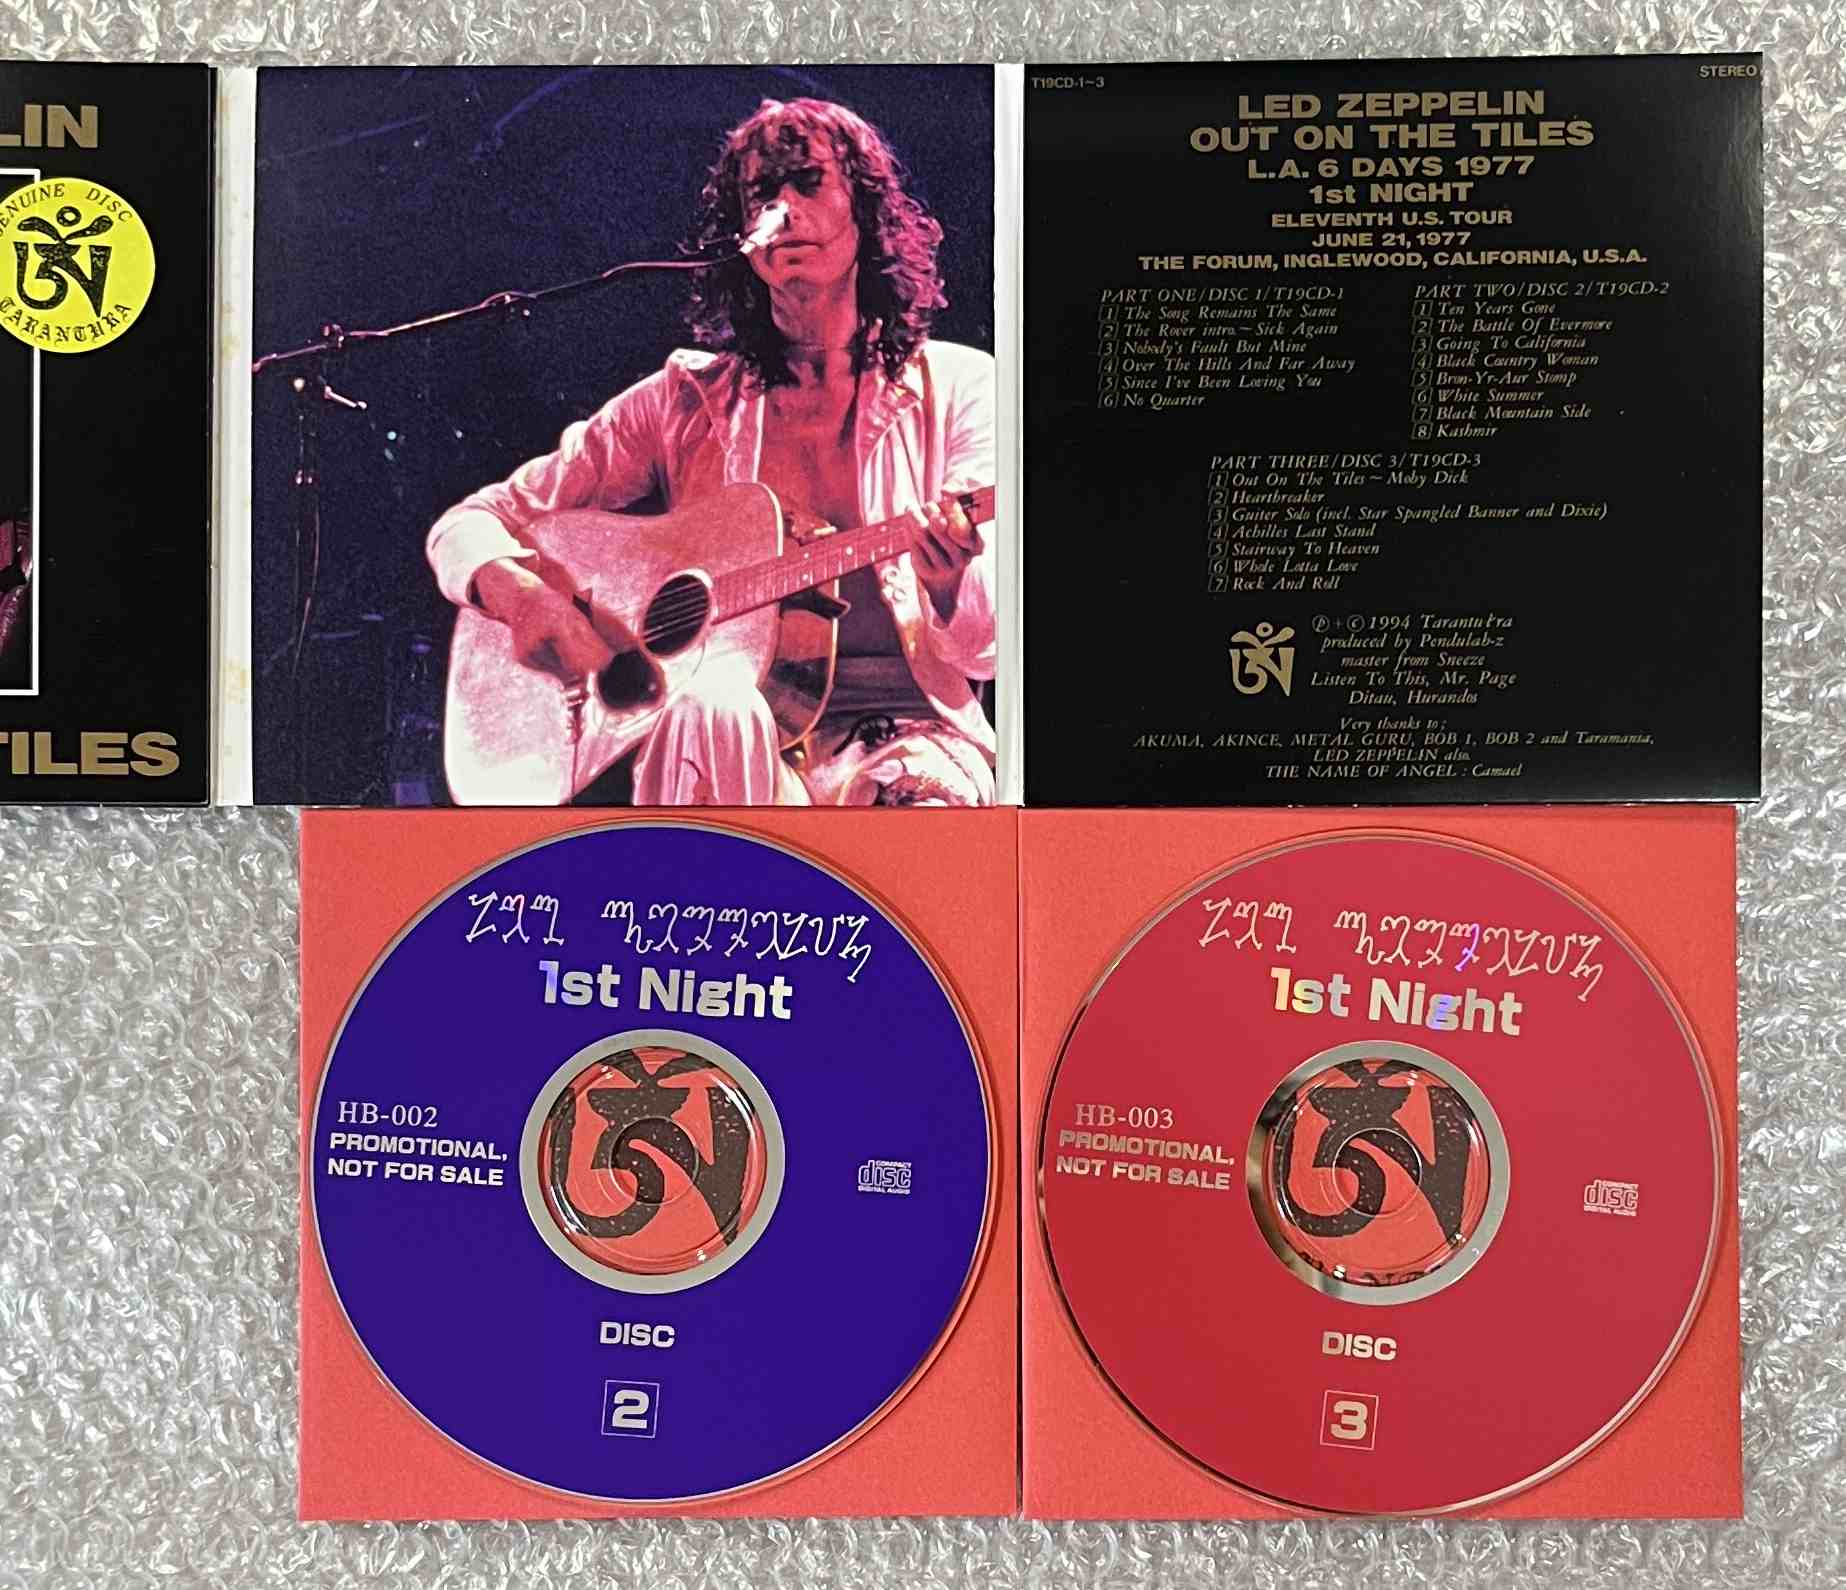 LIN
GENUINE DISC
TARANTURA
TILES
T19CD-1~3
STEREO
LED ZEPPELIN
OUT ON THE TILES
L.A. 6 DAYS 1977
1st NIGHT
ELEVENTH U.S. TOUR
JUNE 21, 1977
THE FORUM, INGLEWOOD, CALIFORNIA, U.S.A.
PART ONE/DISC 1/T19CD-1
1 The Song Remains The Same
2 The Rover intro.~Sick Again
3 Nobody's Fault But Mine
4 Over The Hills And Far Away
5 Since I've Been Loving You
6 No Quarter
PART TWO/DISC 2/T19CD-2
1 Ten Years Gone
2 The Battle Of Evermore
3 Going To California
4 Black Country Woman
5 Bron-Yr-Aur Stomp
6 White Summer
7 Black Mountain Side
8 Kashmir
PART THREE/DISC 3/T19CD-3
1 Out On The Tiles~Moby Dick
2 Heartbreaker
3 Guiter Solo (incl. Star Spangled Banner and Dixie)
4 Achilles Last Stand
5 Stairway To Heaven
6 Whole Lotta Love
7 Rock And Roll
Ⓟ+©1994 Tarantura
produced by Pendulab-z
master from Sneeze
Listen To This, Mr. Page
Ditau, Hurandos
Very thanks to;
AKUMA, AKINCE, METAL GURU, BOB 1, BOB 2 and Taramania,
LED ZEPPELIN also.
THE NAME OF ANGEL : Camael
1st Night
HB-002
PROMOTIONAL,
NOT FOR SALE
COMPACT
disc
DIGITAL AUDIO
DISC
2
1st Night
HB-003
PROMOTIONAL,
NOT FOR SALE
COMPACT
disc
DIGITAL AUDIO
DISC
3